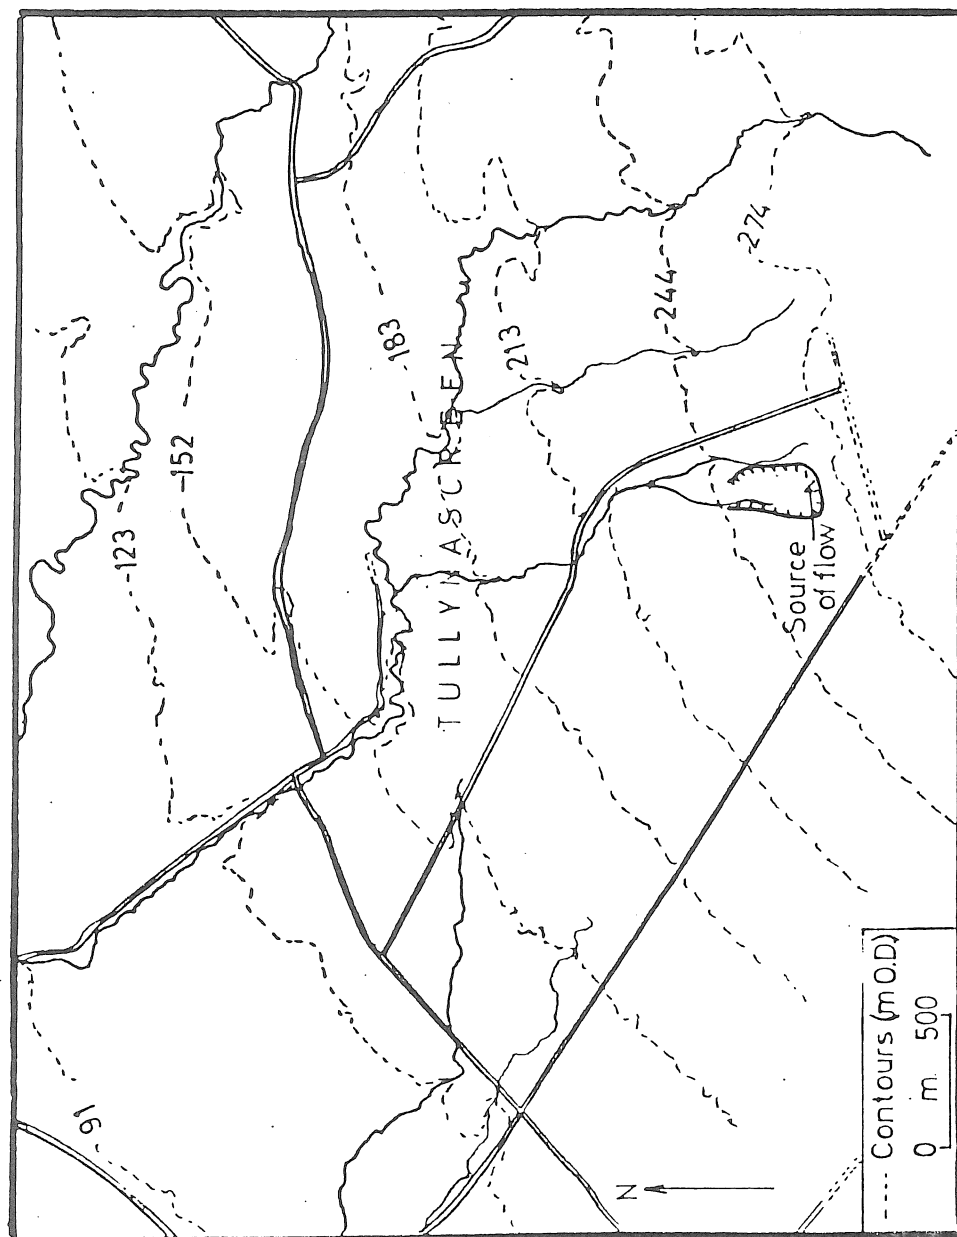 91
123
152
183
TULLYNASCREEN
213
244
274
Source
of flow
N
Contours (m O.D.)
0 m 500